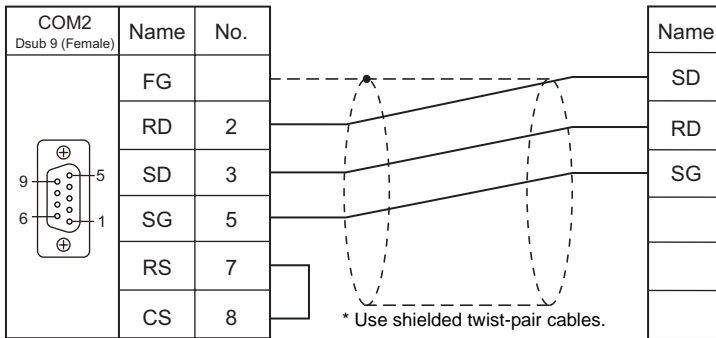 COM2
Dsub 9 (Female)
Name No.
Name
FG
SD
RD 2
RD
SD 3
SG
SG 5
RS 7
CS 8
9 5
6 1
* Use shielded twist-pair cables.